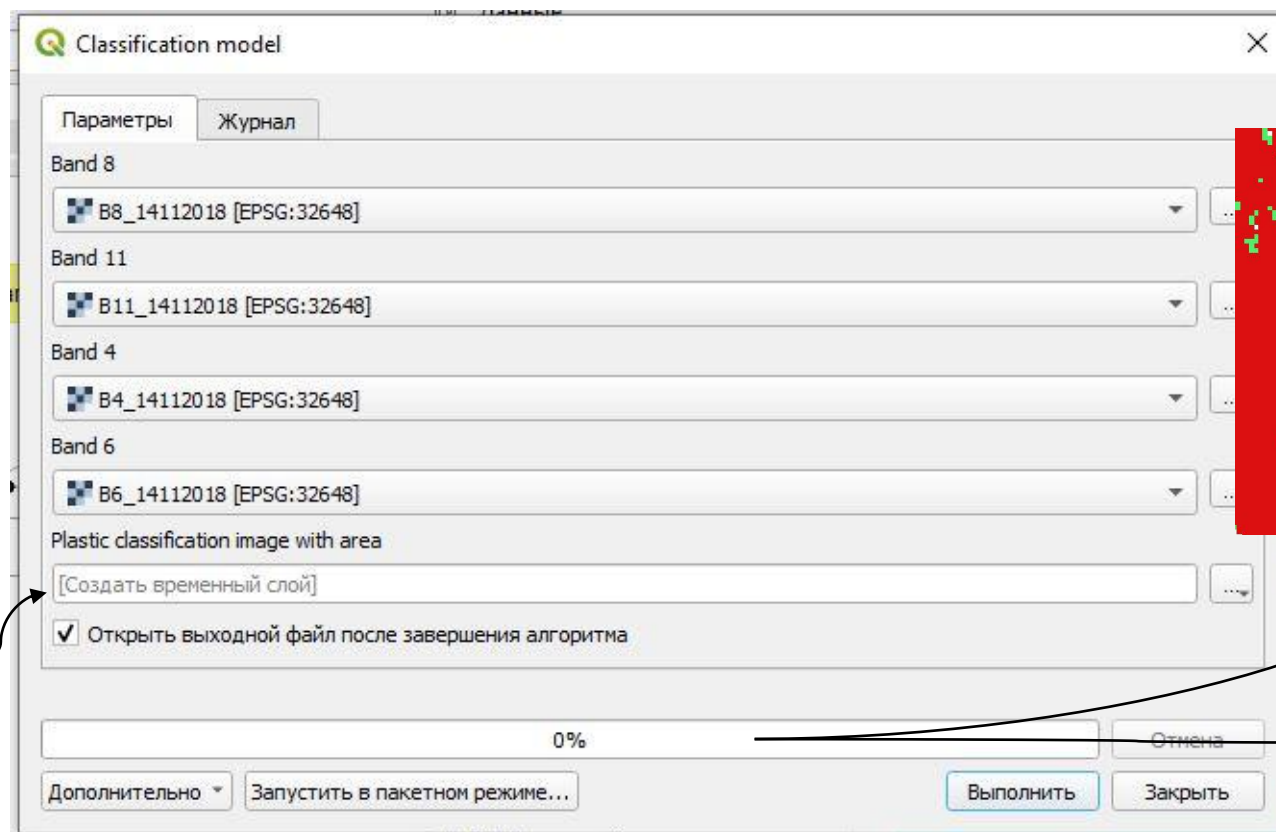 Classification model
Параметры Журнал
Band 8
B8_14112018 [EPSG:32648]
Band 11
B11_14112018 [EPSG:32648]
Band 4
B4_14112018 [EPSG:32648]
Band 6
B6_14112018 [EPSG:32648]
Plastic classification image with area
[Создать временный слой]
...
Открыть выходной файл после завершения алгоритма
0% Отмена
Дополнительно Запустить в пакетном режиме... Выполнить Закрыть